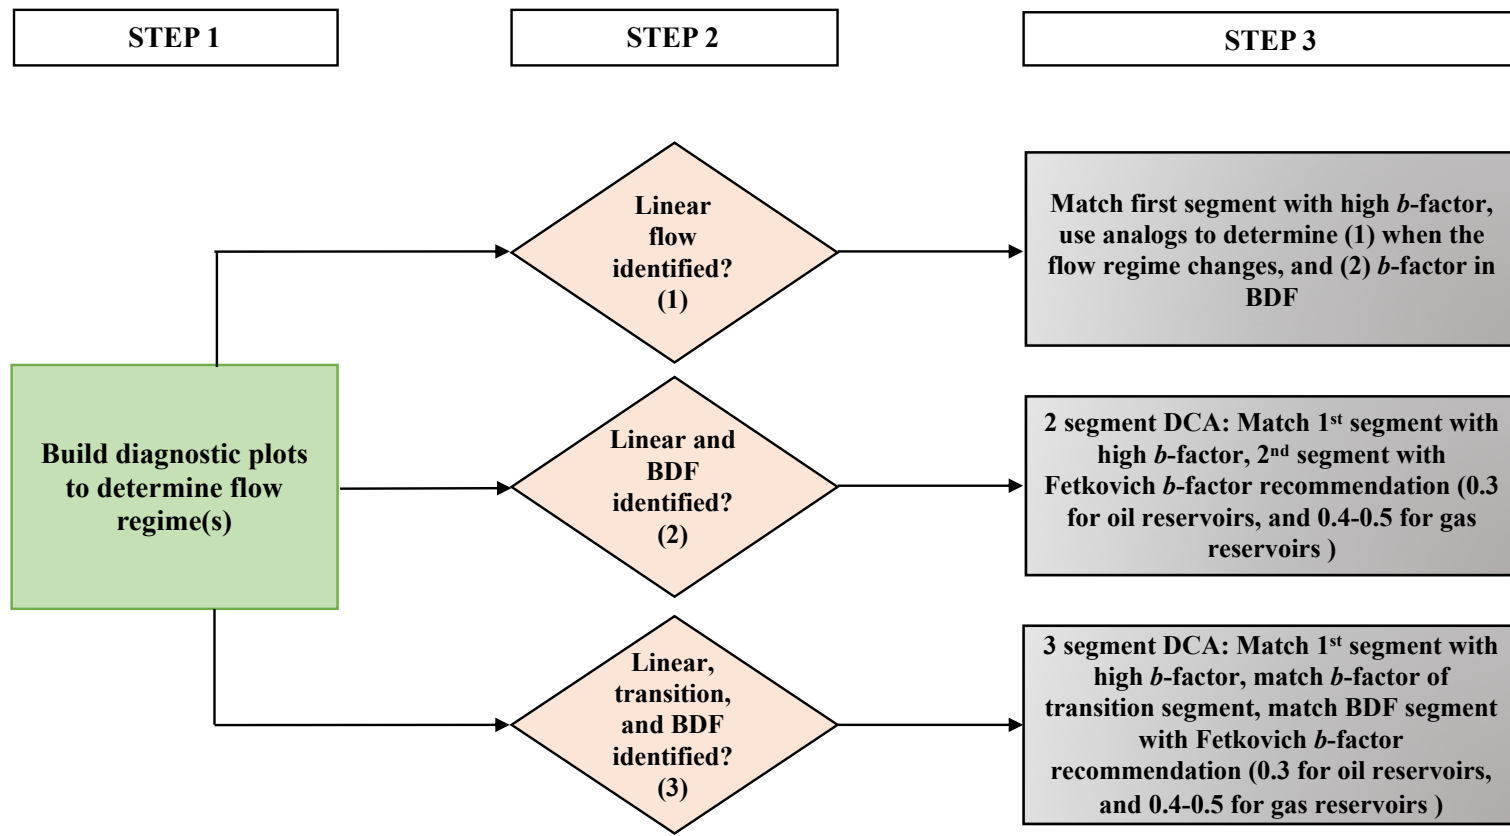 STEP 1
STEP 2
STEP 3
Build diagnostic plots
to determine flow
regime(s)
Linear
flow
identified?
(1)
Match first segment with high b-factor,
use analogs to determine (1) when the
flow regime changes, and (2) b-factor in
BDF
Linear and
BDF
identified?
(2)
2 segment DCA: Match 1st segment with
high b-factor, 2nd segment with
Fetkovich b-factor recommendation (0.3
for oil reservoirs, and 0.4-0.5 for gas
reservoirs )
Linear,
transition,
and BDF
identified?
(3)
3 segment DCA: Match 1st segment with
high b-factor, match b-factor of
transition segment, match BDF segment
with Fetkovich b-factor
recommendation (0.3 for oil reservoirs,
and 0.4-0.5 for gas reservoirs )